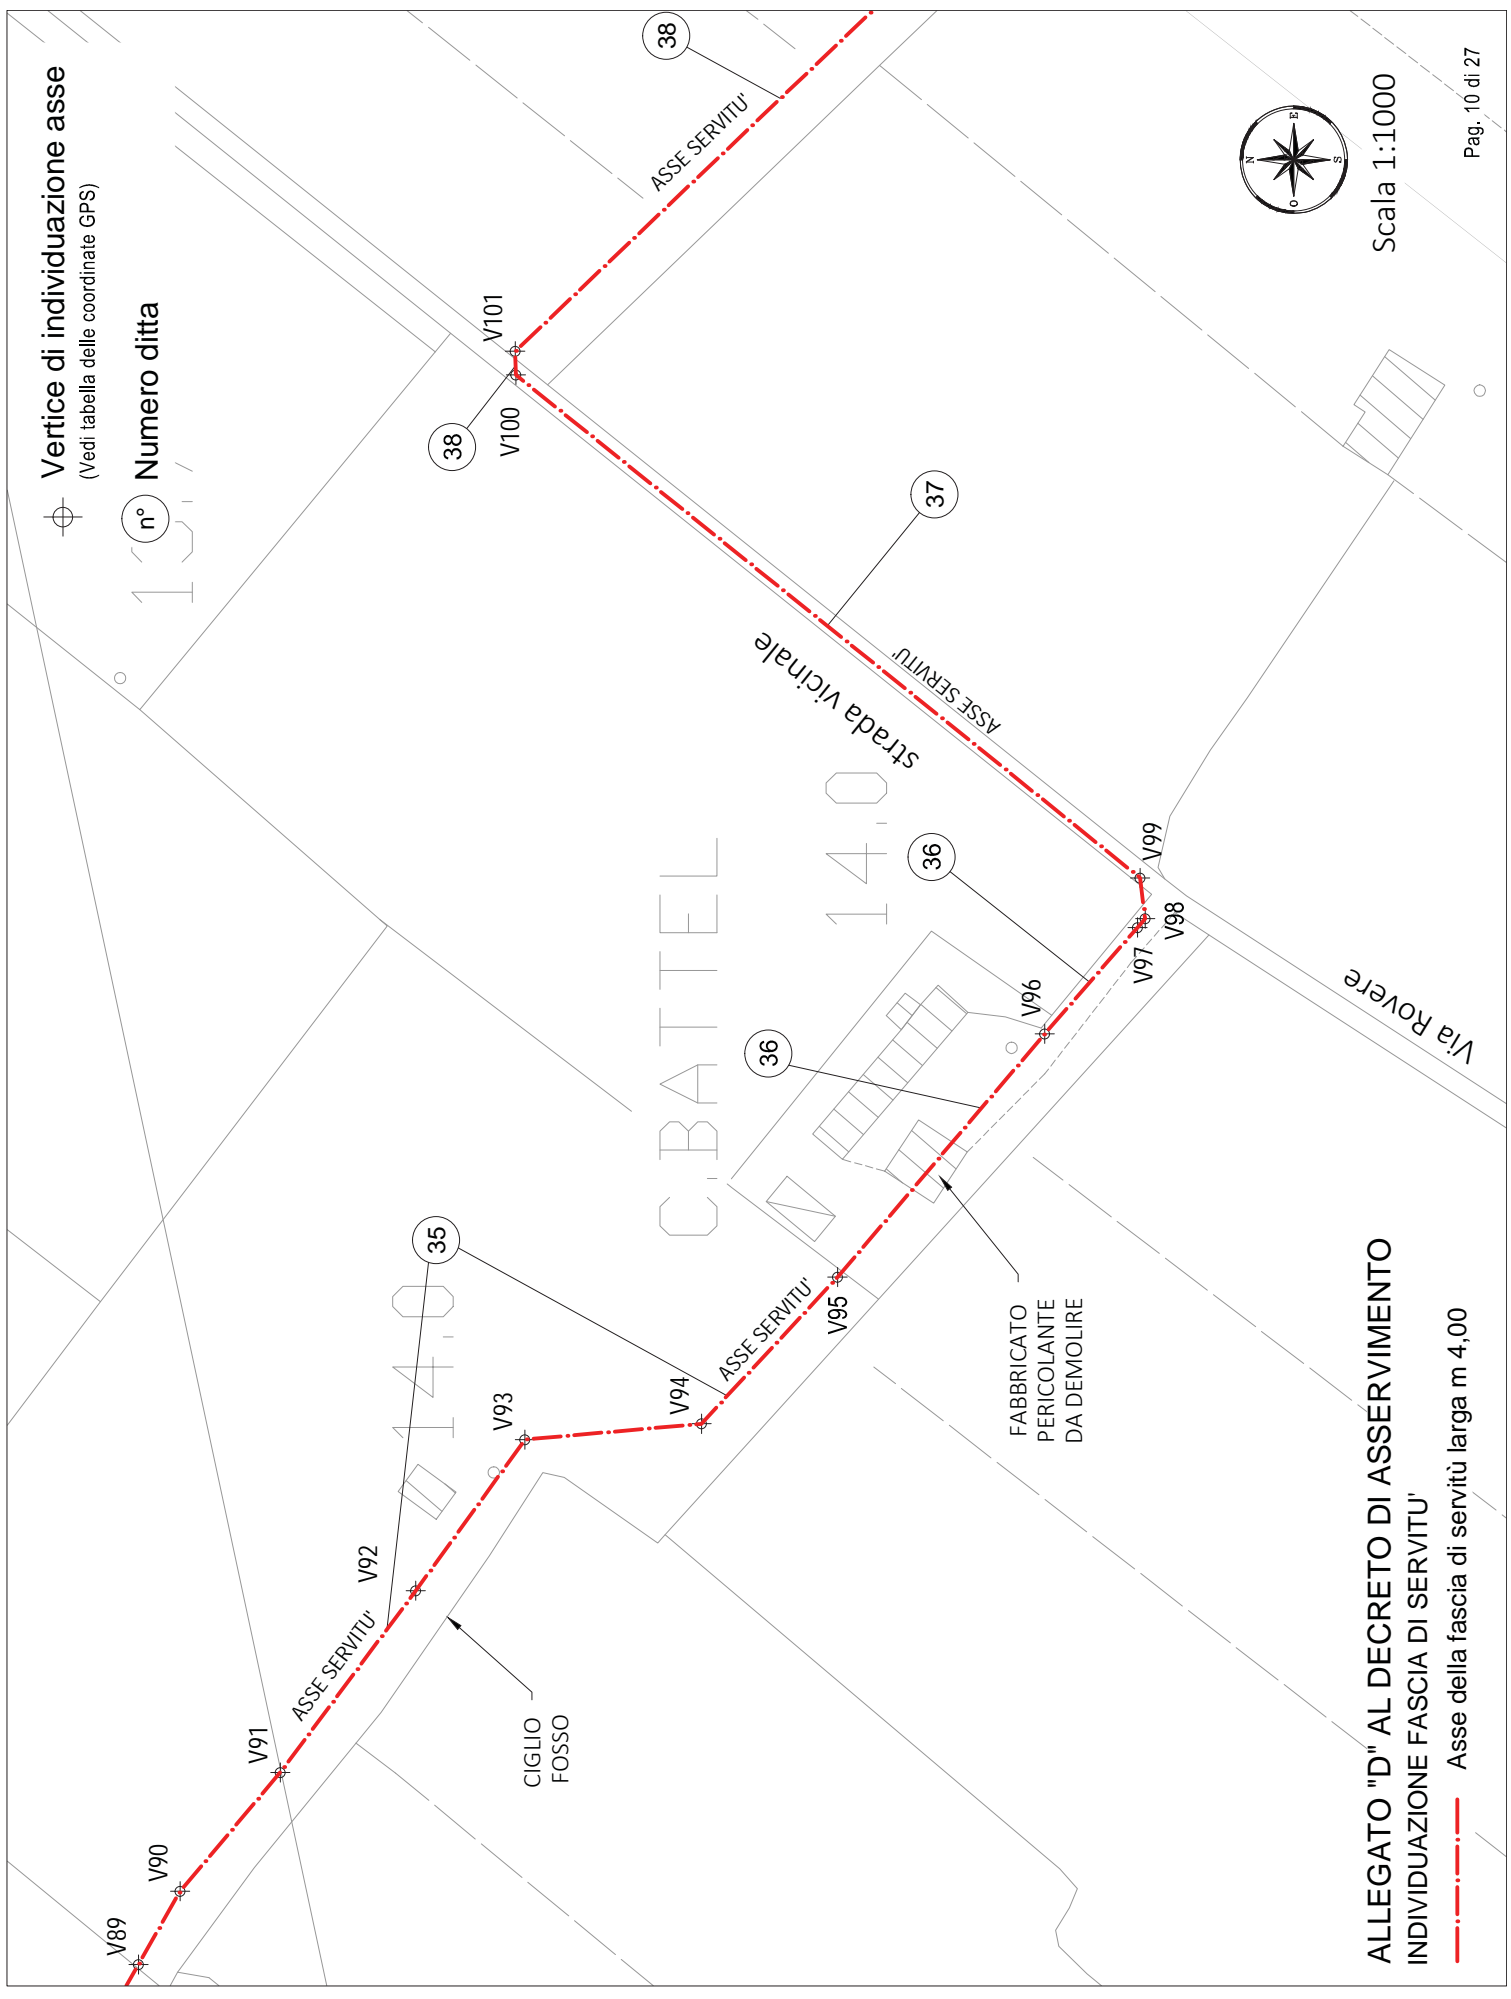 Vertice di individuazione asse
(Vedi tabella delle coordinate GPS)
n° Numero ditta
13,7
V89
V90
V91
ASSE SERVITU'
V92
V93
14,0
35
CIGLIO
FOSSO
V94
ASSE SERVITU'
V95
C.BATTEL
36
FABBRICATO
PERICOLANTE
DA DEMOLIRE
V96
36
14,0
V97
V98
V99
Via Rovere
strada vicinale
ASSE SERVITU'
37
38
V100
V101
ASSE SERVITU'
38
N
E
S
O
Scala 1:1000
ALLEGATO "D" AL DECRETO DI ASSERVIMENTO
INDIVIDUAZIONE FASCIA DI SERVITU'
Asse della fascia di servitù larga m 4,00
Pag. 10 di 27